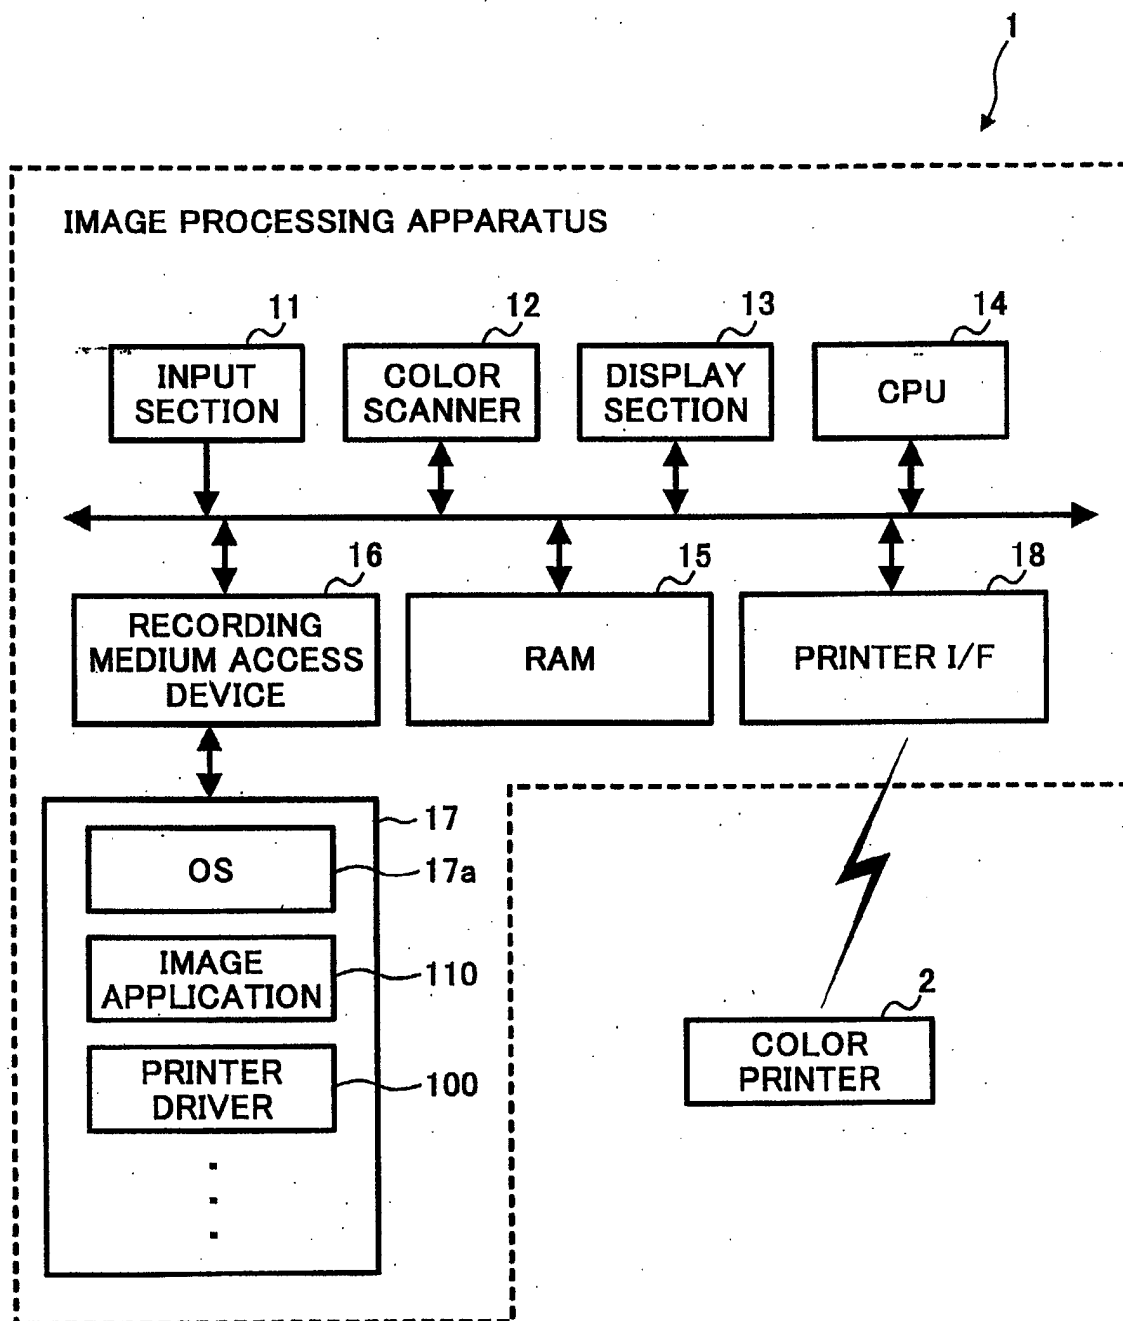 1
IMAGE PROCESSING APPARATUS
11
12
13
14
INPUT
SECTION
COLOR
SCANNER
DISPLAY
SECTION
CPU
16
15
18
RECORDING
MEDIUM ACCESS
DEVICE
RAM
PRINTER I/F
17
OS
17a
IMAGE
APPLICATION
110
PRINTER
DRIVER
100
2
COLOR
PRINTER